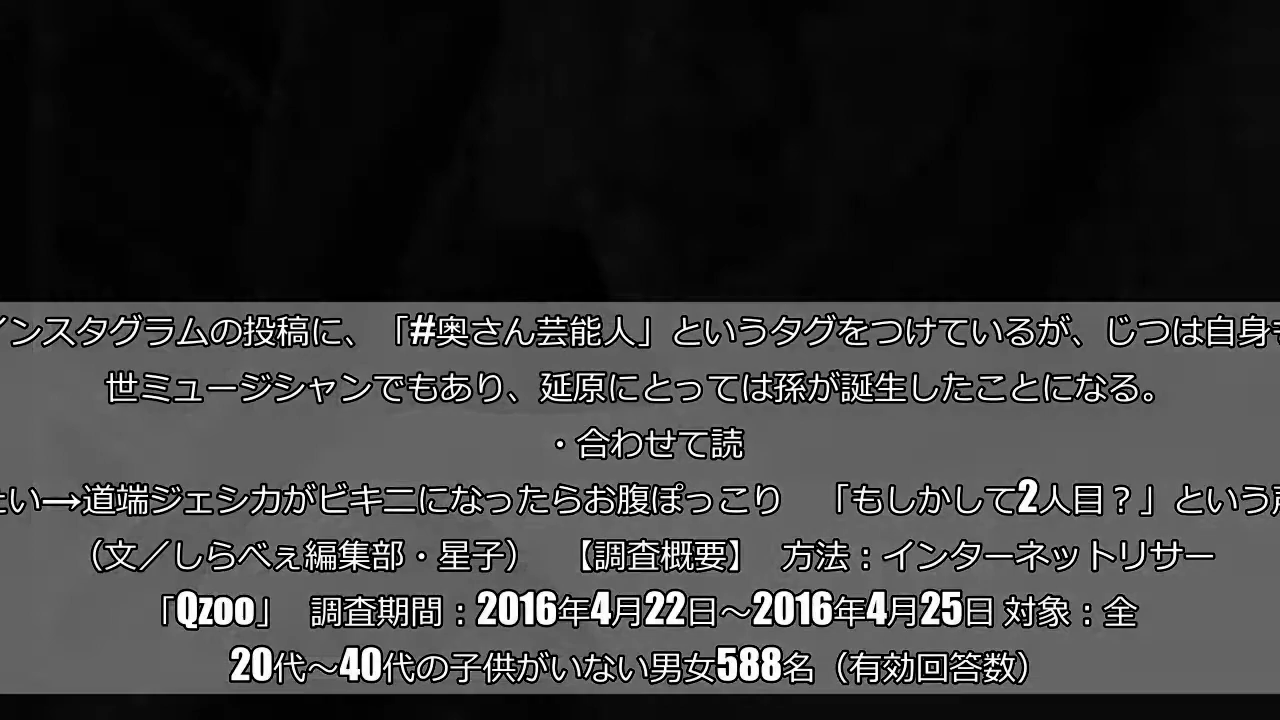 インスタグラムの投稿に、「#奥さん芸能人」というタグをつけているが、じつは自身も
世ミュージシャンでもあり、延原にとっては孫が誕生したことになる。
・合わせて読
たい→道端ジェシカがビキニになったらお腹ぽっこり 「もしかして2人目？」という
（文／しらべぇ編集部・星子） 【調査概要】 方法：インターネットリサー
「Qzoo」 調査期間：2016年4月22日～2016年4月25日 対象：全
20代～40代の子供がいない男女588名（有効回答数）